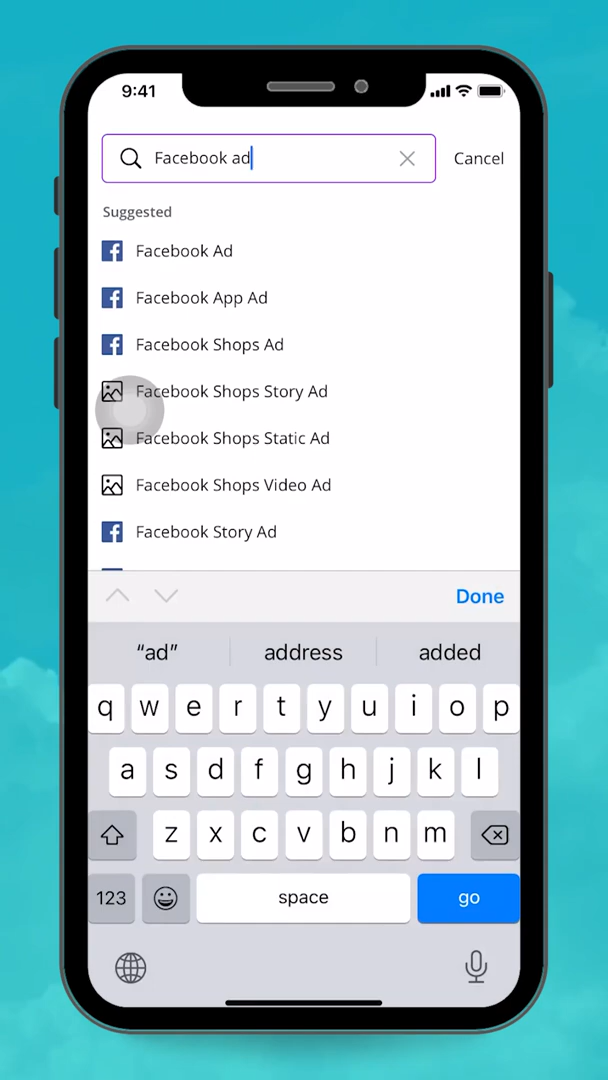 9:41
Facebook ad
Cancel
Suggested
Facebook Ad
Facebook App Ad
Facebook Shops Ad
Facebook Shops Story Ad
Facebook Shops Static Ad
Facebook Shops Video Ad
Facebook Story Ad
Done
“ad” address added
q w e r t y u i o p
a s d f g h j k l
z x c v b n m
123 space go